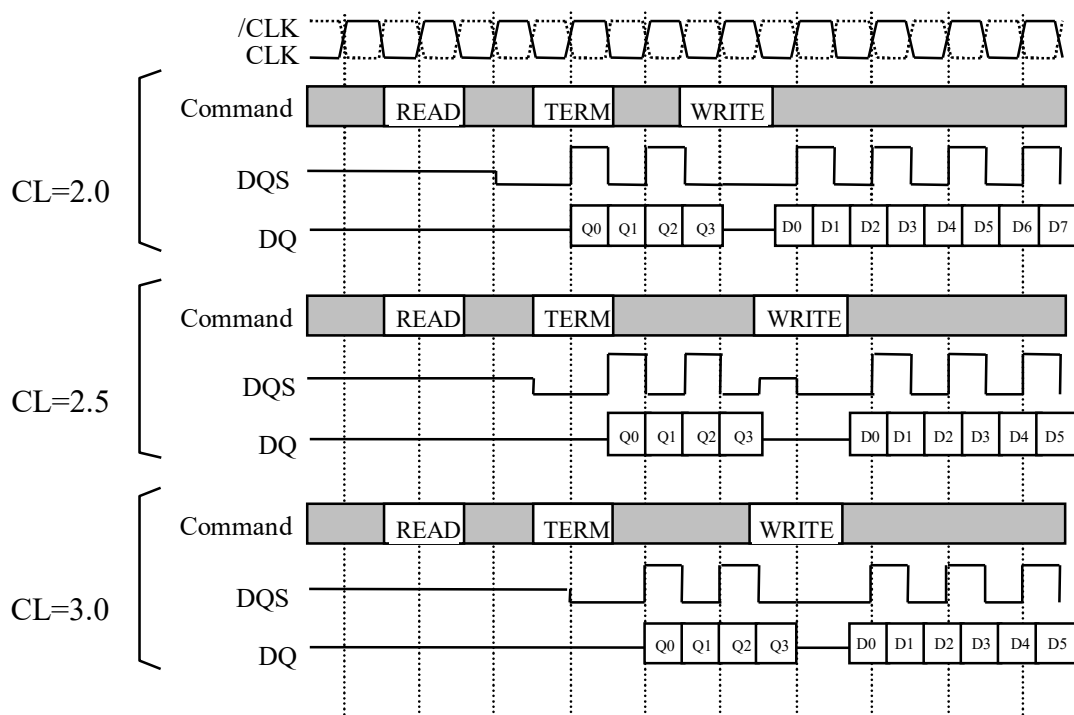 /CLK
CLK
Command READ TERM WRITE
DQS
CL=2.0
DQ Q0 Q1 Q2 Q3 D0 D1 D2 D3 D4 D5 D6 D7
Command READ TERM WRITE
DQS
CL=2.5
DQ Q0 Q1 Q2 Q3 D0 D1 D2 D3 D4 D5
Command READ TERM WRITE
DQS
CL=3.0
DQ Q0 Q1 Q2 Q3 D0 D1 D2 D3 D4 D5